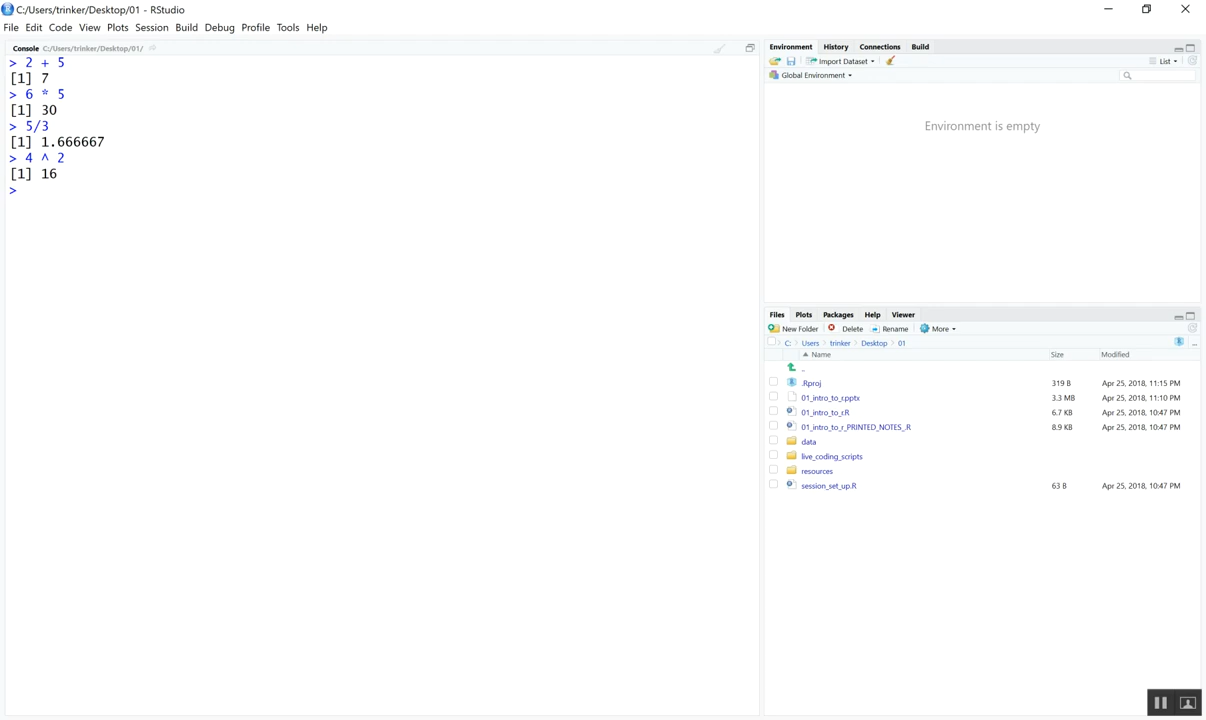 C:/Users/trinker/Desktop/01 - RStudio
File Edit Code View Plots Session Build Debug Profile Tools Help
Console C:/Users/trinker/Desktop/01/
> 2 + 5
[1] 7
> 6 * 5
[1] 30
> 5/3
[1] 1.666667
> 4 ^ 2
[1] 16
>
Environment History Connections Build
Import Dataset List
Global Environment
Environment is empty
Files Plots Packages Help Viewer
New Folder Delete Rename More
C: Users trinker Desktop 01 ...
Name Size Modified
..
.Rproj 319 B Apr 25, 2018, 11:15 PM
01_intro_to_r.pptx 3.3 MB Apr 25, 2018, 11:10 PM
01_intro_to_r.R 6.7 KB Apr 25, 2018, 10:47 PM
01_intro_to_r_PRINTED_NOTES_.R 8.9 KB Apr 25, 2018, 10:47 PM
data
live_coding_scripts
resources
session_set_up.R 63 B Apr 25, 2018, 10:47 PM